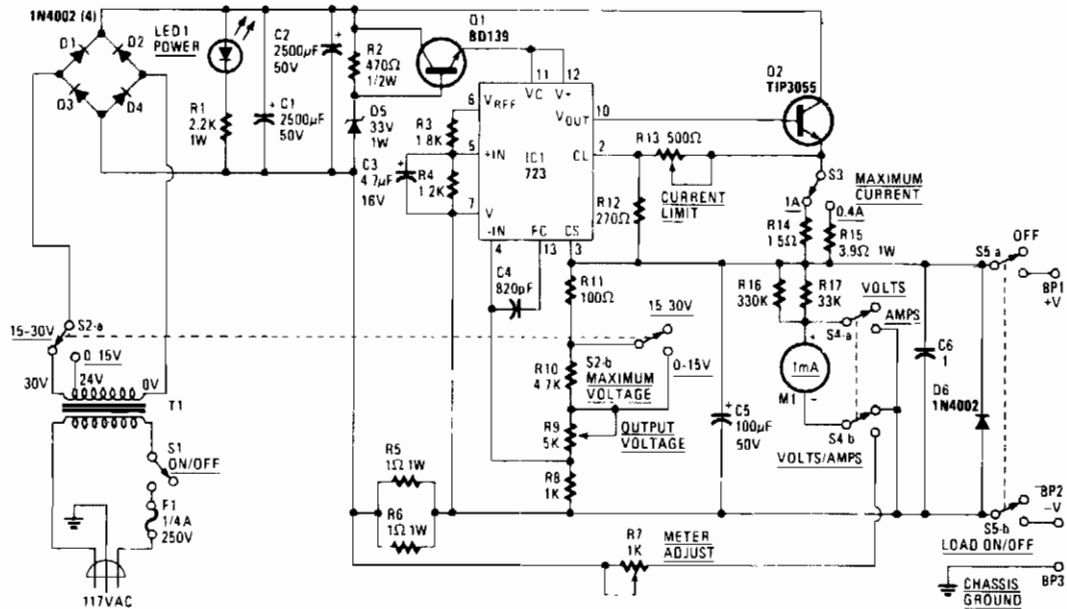 1N4002 (4)
D1
D2
D3
D4
LED1
POWER
R1
2.2K
1W
C1
2500µF
50V
C2
2500µF
50V
R2
470Ω
1/2W
D5
33V
1W
Q1
BD139
11
12
VC
V+
6
VREF
VOUT
10
R3
1.8K
5
+IN
IC1
723
CL
2
C3
4.7µF
16V
R4
1.2K
7
V
-IN
FC
CS
4
13
3
R13 500Ω
CURRENT
LIMIT
R12
270Ω
Q2
TIP3055
S3
MAXIMUM
CURRENT
1A
0.4A
R14
1.5Ω
R15
3.9Ω 1W
C4
820pF
R11
100Ω
15-30V
0-15V
S2-b
MAXIMUM
VOLTAGE
R10
4.7K
R9
5K
OUTPUT
VOLTAGE
R8
1K
C5
100µF
50V
R16
330K
R17
33K
VOLTS
AMPS
S4-a
+
1mA
M1
-
S4 b
VOLTS/AMPS
C6
1
D6
1N4002
S5a
OFF
BP1
+V
BP2
-V
S5-b
LOAD ON/OFF
BP3
CHASSIS
GROUND
15-30V
S2-a
0-15V
30V
24V
0V
T1
S1
ON/OFF
F1
1/4A
250V
117VAC
R5
1Ω 1W
R6
1Ω 1W
R7
1K
METER
ADJUST